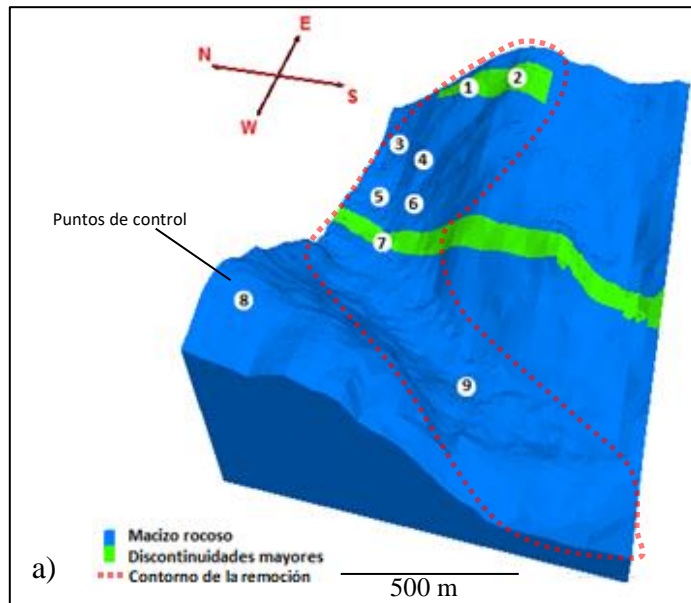 E
N
S
W
1
2
3
4
5
6
7
8
9
Puntos de control
Macizo rocoso
Discontinuidades mayores
Contorno de la remoción
a)
500 m